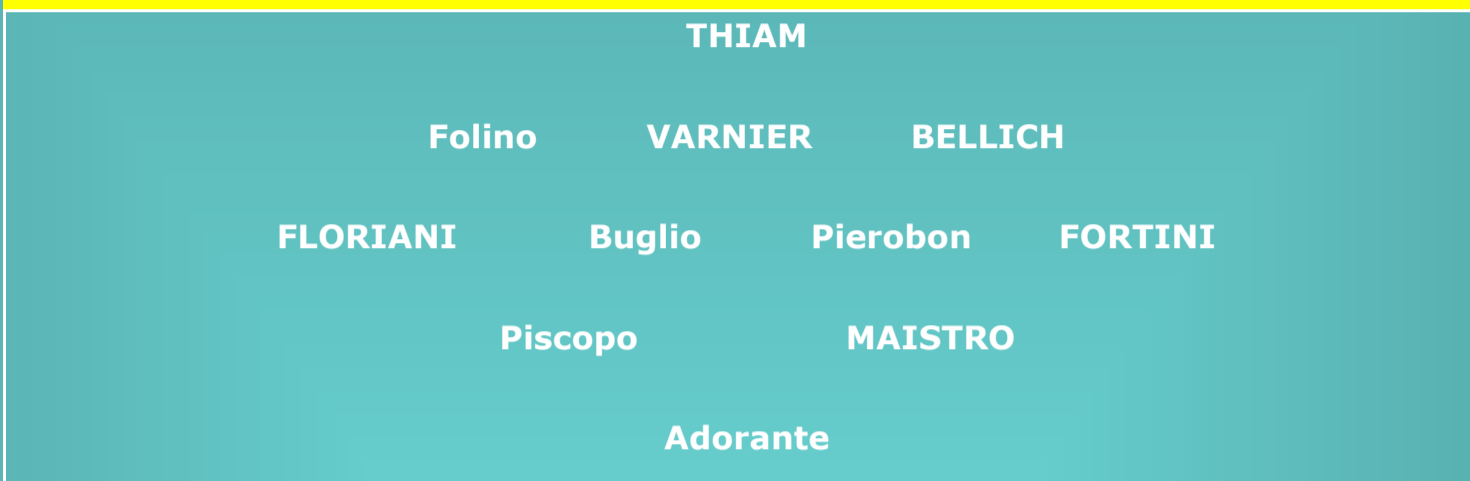 THIAM
Folino VARNIER BELLICH
FLORIANI Buglio Pierobon FORTINI
Piscopo MAISTRO
Adorante